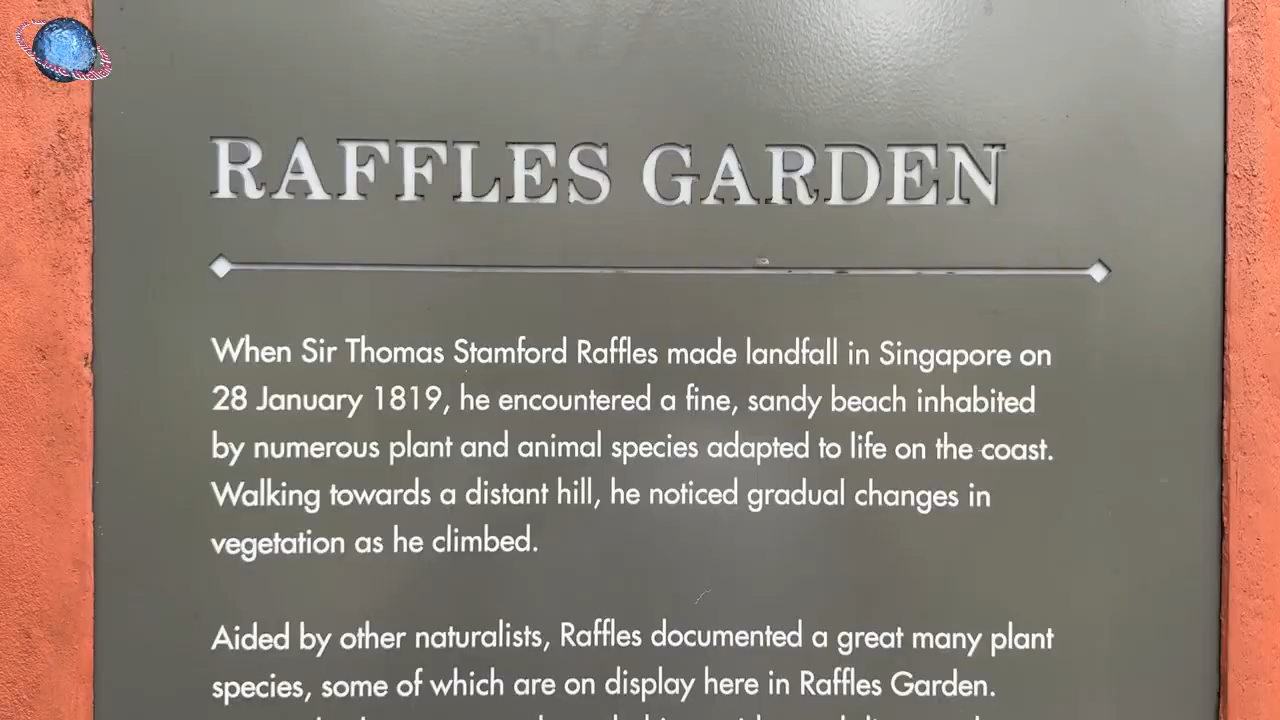 RAFFLES GARDEN
When Sir Thomas Stamford Raffles made landfall in Singapore on
28 January 1819, he encountered a fine, sandy beach inhabited
by numerous plant and animal species adapted to life on the coast.
Walking towards a distant hill, he noticed gradual changes in
vegetation as he climbed.
Aided by other naturalists, Raffles documented a great many plant
species, some of which are on display here in Raffles Garden.